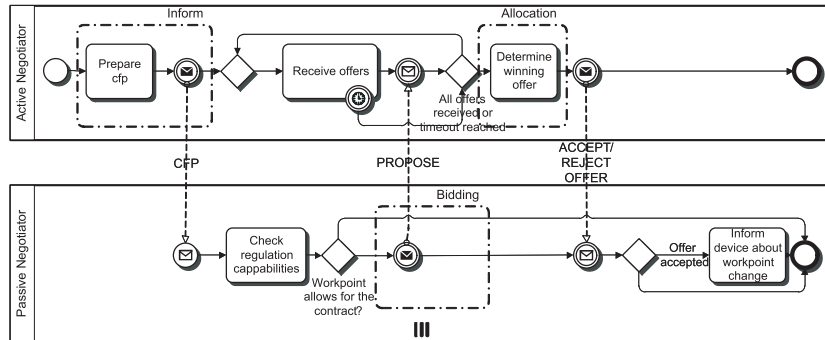 Active Negotiator
Inform
Allocation
Prepare
cfp
Receive offers
Determine
winning
offer
All offers
received or
timeout reached
CFP
PROPOSE
ACCEPT/
REJECT
OFFER
Passive Negotiator
Bidding
Check
regulation
cappabilities
Workpoint
allows for the
contract?
Offer
accepted
Inform
device about
workpoint
change